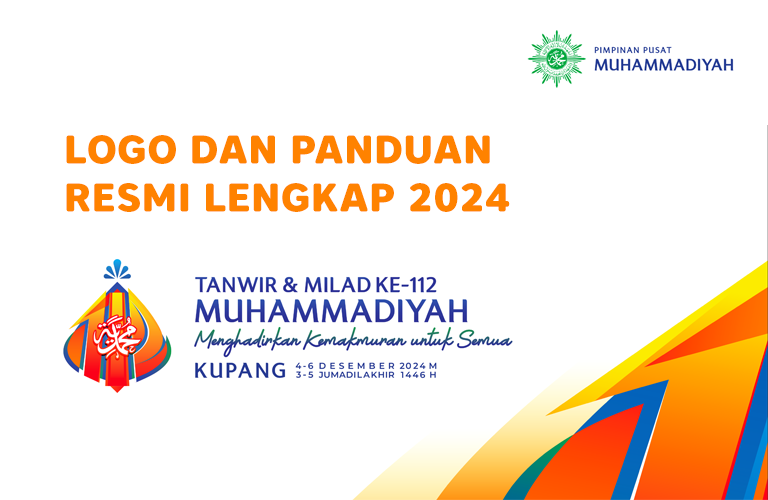 PIMPINAN PUSAT
MUHAMMADIYAH
LOGO DAN PANDUAN
RESMI LENGKAP 2024
TANWIR & MILAD KE-112
MUHAMMADIYAH
Menghadirkan Kemakmuran untuk Semua
KUPANG 4-6 DESEMBER 2024 M
3-5 JUMADILAKHIR 1446 H
محمدية